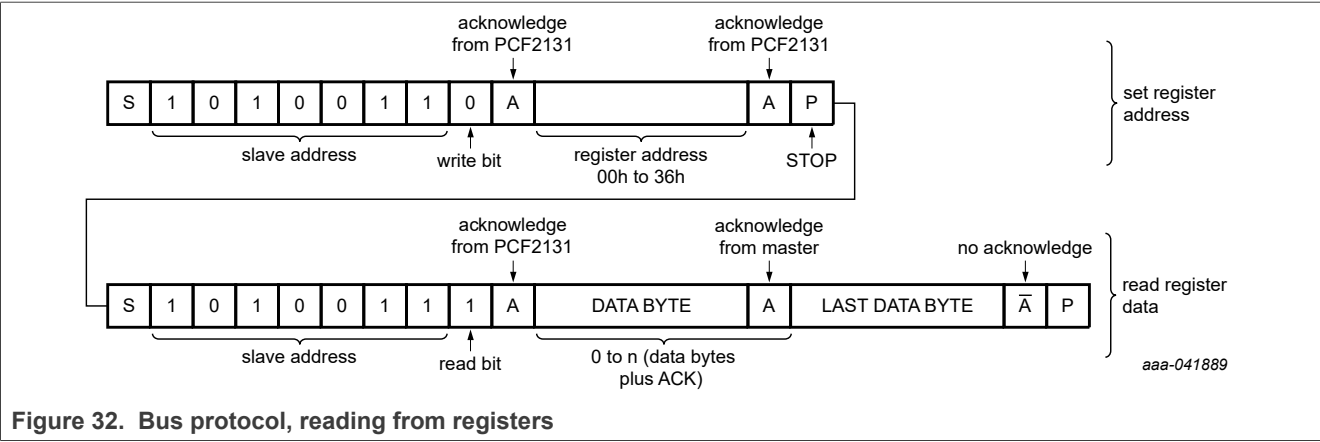 acknowledge
from PCF2131
acknowledge
from PCF2131
S 1 0 1 0 0 1 1 0 A A P
set register
address
slave address
write bit
register address
00h to 36h
STOP
acknowledge
from PCF2131
acknowledge
from master
no acknowledge
S 1 0 1 0 0 1 1 1 A DATA BYTE A LAST DATA BYTE A̅ P
read register
data
slave address
read bit
0 to n (data bytes
plus ACK)
aaa-041889
Figure 32. Bus protocol, reading from registers